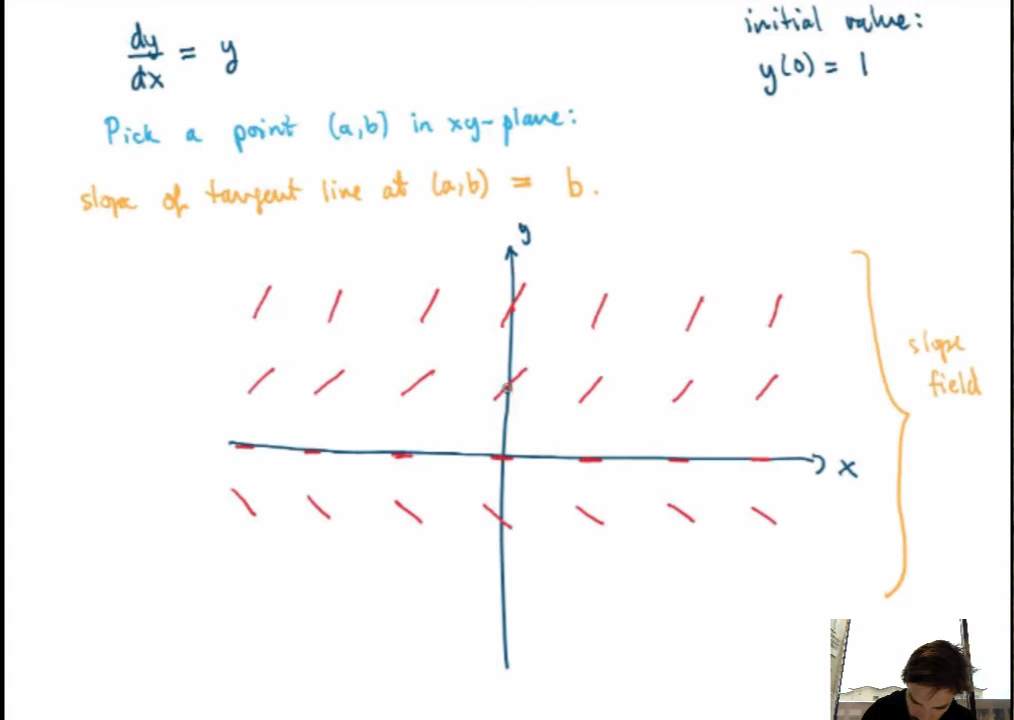 dy/dx = y
initial value:
y(0) = 1
Pick a point (a,b) in xy-plane:
slope of tangent line at (a,b) = b.
y
slope
field
x